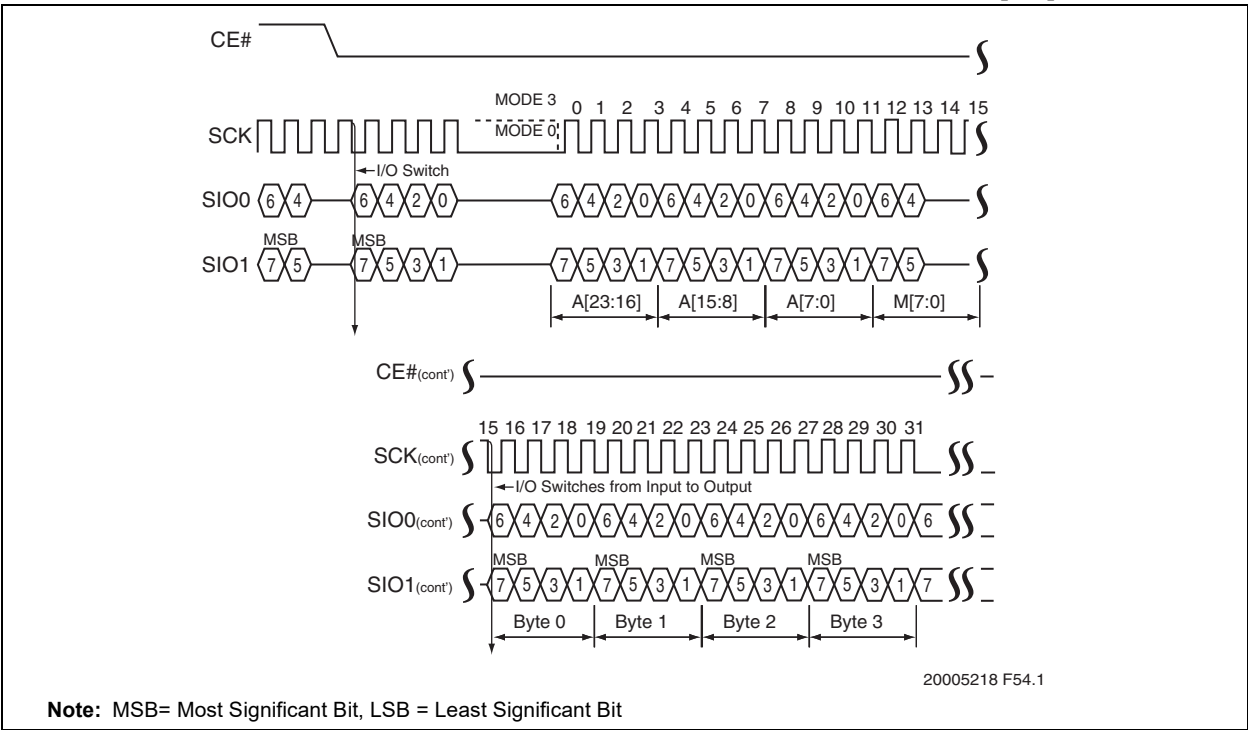 CE#
MODE 3
0 1 2 3 4 5 6 7 8 9 10 11 12 13 14 15
SCK
MODE 0
I/O Switch
SIO0 6 4 6 4 2 0 6 4 2 0 6 4 2 0 6 4 2 0 6 4
MSB MSB
SIO1 7 5 7 5 3 1 7 5 3 1 7 5 3 1 7 5 3 1 7 5
A[23:16] A[15:8] A[7:0] M[7:0]
CE#(cont')
15 16 17 18 19 20 21 22 23 24 25 26 27 28 29 30 31
SCK(cont')
I/O Switches from Input to Output
SIO0(cont') 6 4 2 0 6 4 2 0 6 4 2 0 6 4 2 0 6
MSB MSB MSB MSB
SIO1(cont') 7 5 3 1 7 5 3 1 7 5 3 1 7 5 3 1 7
Byte 0 Byte 1 Byte 2 Byte 3
20005218 F54.1
Note: MSB= Most Significant Bit, LSB = Least Significant Bit